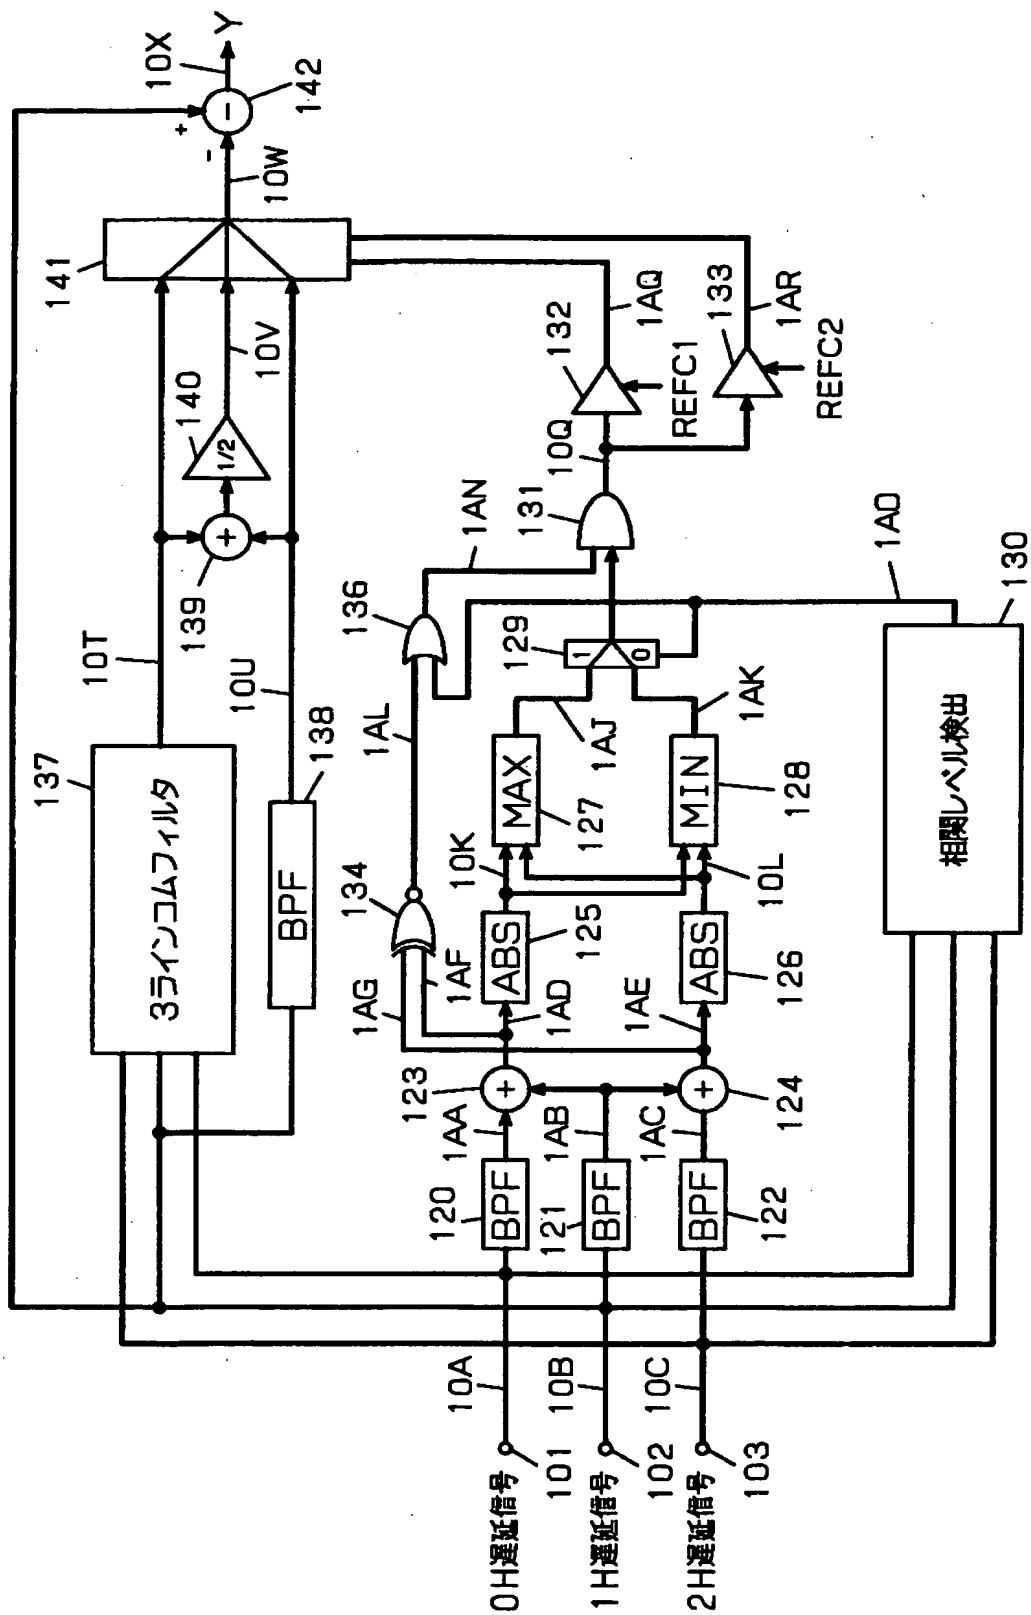 137
3ラインコムフィルタ
10T
139
+
140
1/2
10V
141
10W
+
-
-
142
10X
Y
10U
138
BPF
134
1AL
136
1AN
131
10Q
132
1AQ
REFC1
133
1AR
REFC2
1AG
1AF
123
+
1AD
ABS
125
10K
MAX
127
1AJ
129
1
0
1AE
124
+
ABS
126
10L
MIN
128
1AK
0H遅延信号
101
10A
120
BPF
1AA
1H遅延信号
102
10B
121
BPF
1AB
2H遅延信号
103
10C
122
BPF
1AC
相関レベル検出
130
1AO